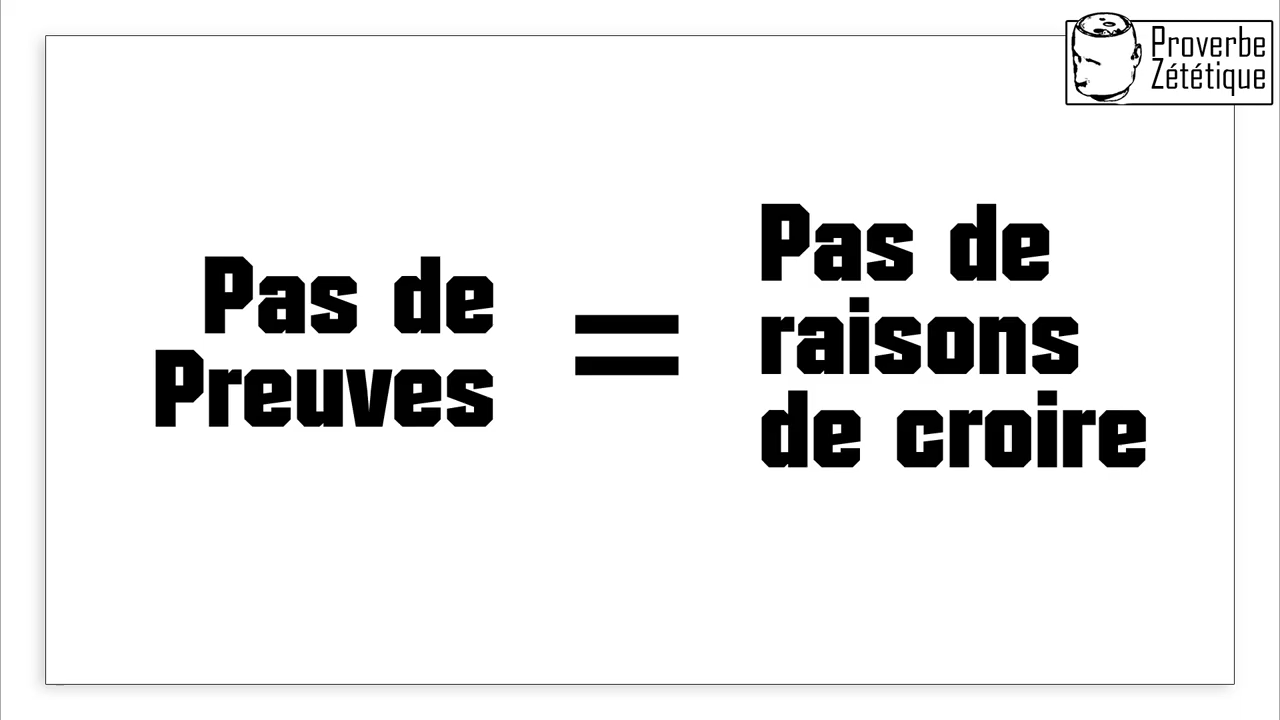 Proverbe
Zététique
Pas de
Preuves
=
Pas de
raisons
de croire